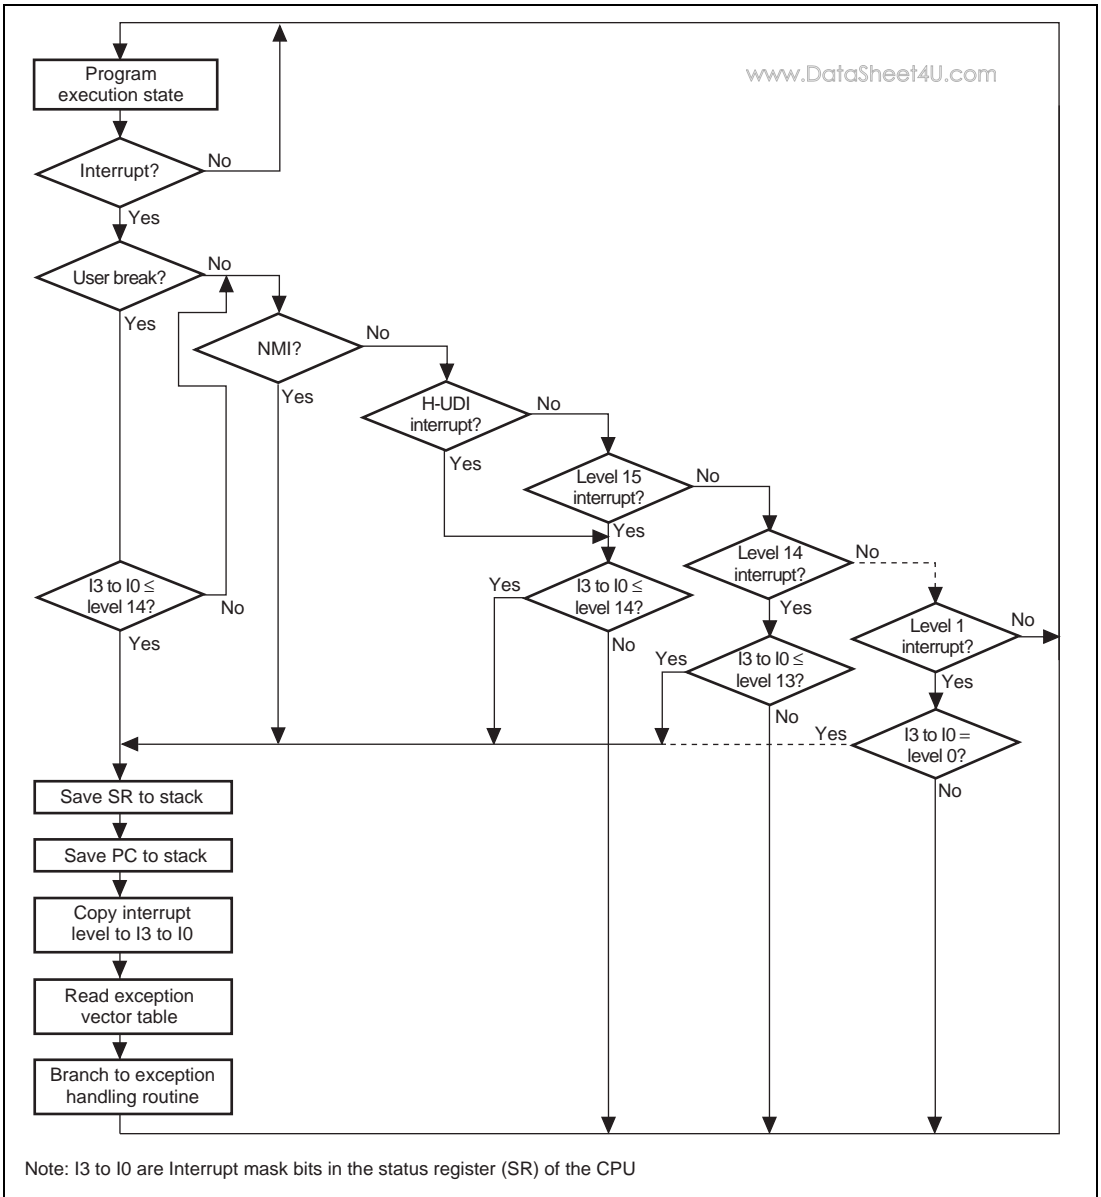 www.DataSheet4U.com
Program
execution state
Interrupt?
No
Yes
User break?
No
Yes
NMI?
No
Yes
H-UDI
interrupt?
No
Yes
Level 15
interrupt?
No
Yes
Level 14
interrupt?
No
Yes
Level 1
interrupt?
No
Yes
I3 to I0 ≤
level 14?
No
Yes
I3 to I0 ≤
level 14?
Yes
No
I3 to I0 ≤
level 13?
Yes
No
I3 to I0 =
level 0?
Yes
No
Save SR to stack
Save PC to stack
Copy interrupt
level to I3 to I0
Read exception
vector table
Branch to exception
handling routine
Note: I3 to I0 are Interrupt mask bits in the status register (SR) of the CPU